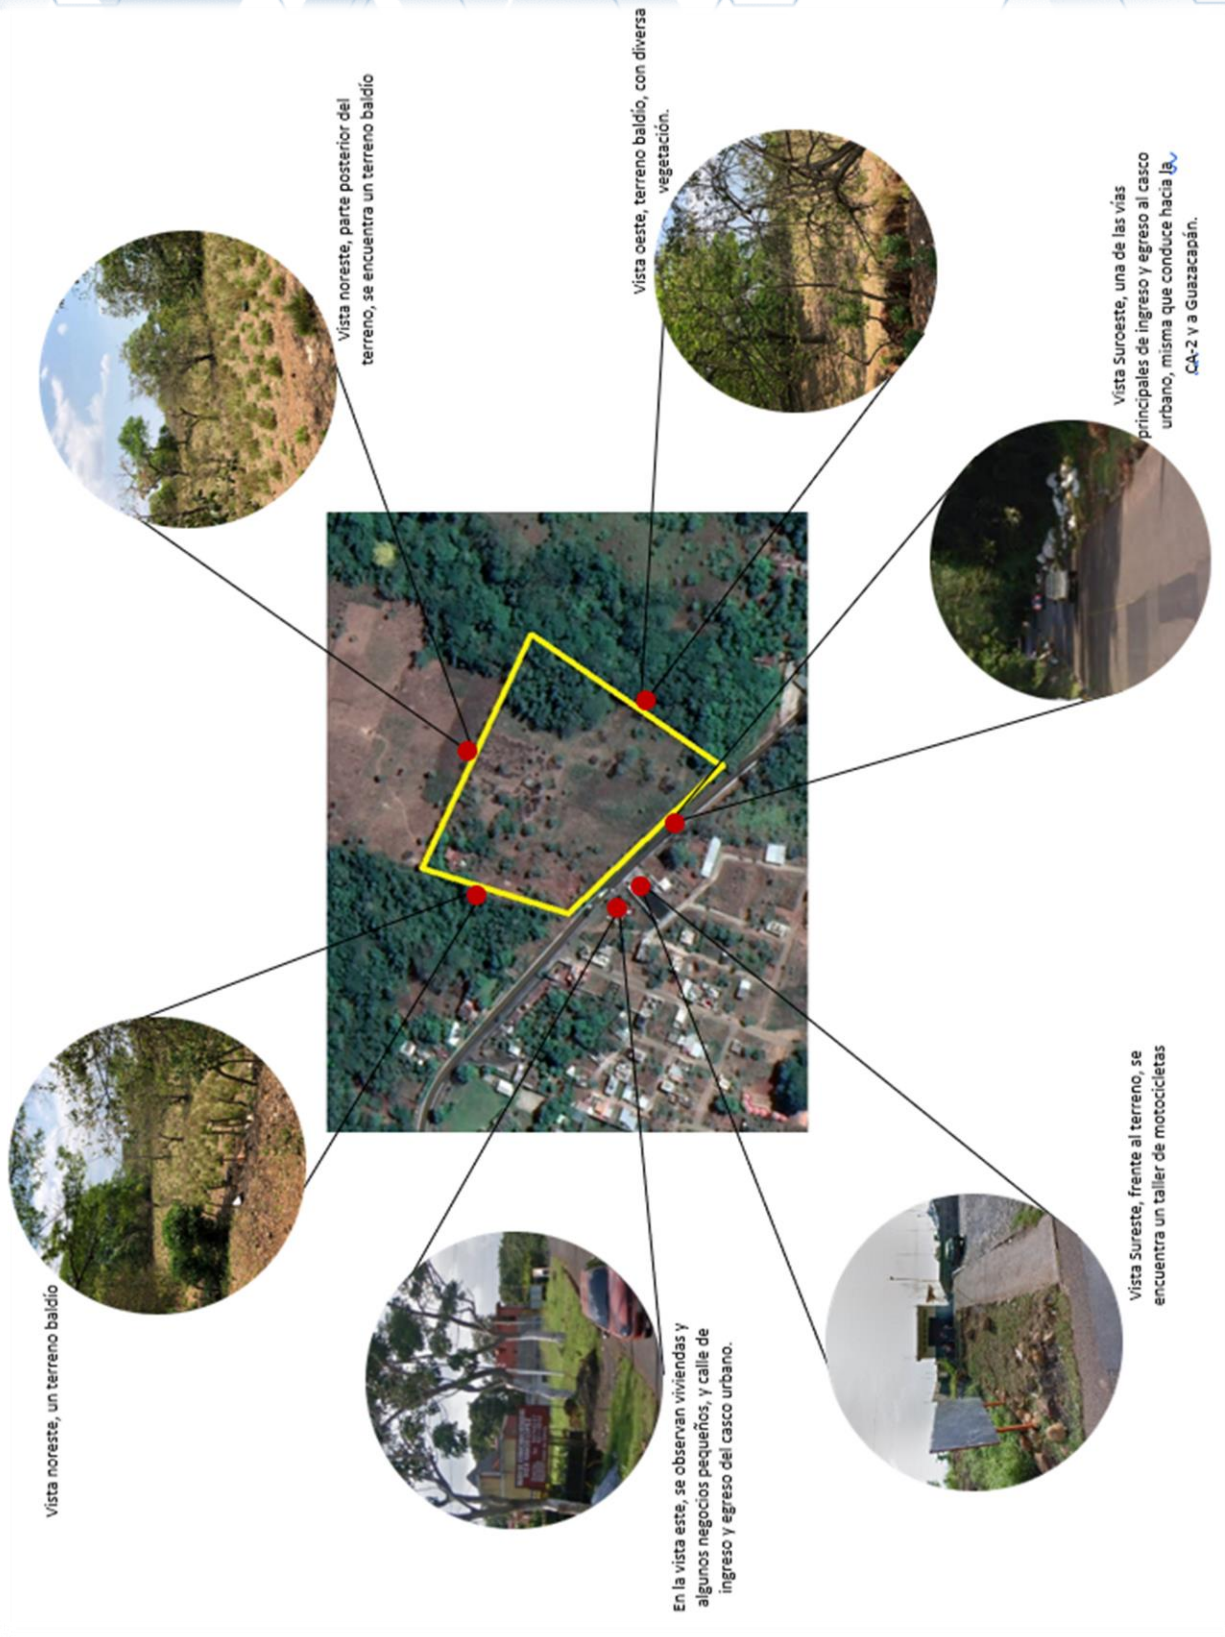 Vista noreste, un terreno baldío
Vista noreste, parte posterior del
terreno, se encuentra un terreno baldío
En la vista este, se observan viviendas y
algunos negocios pequeños, y calle de
ingreso y egreso del casco urbano.
Vista oeste, terreno baldío, con diversa
vegetación.
Vista Sureste, frente al terreno, se
encuentra un taller de motocicletas
Vista Suroeste, una de las vías
principales de ingreso y egreso al casco
urbano, misma que conduce hacia la
CA-2 y a Guazacapán.